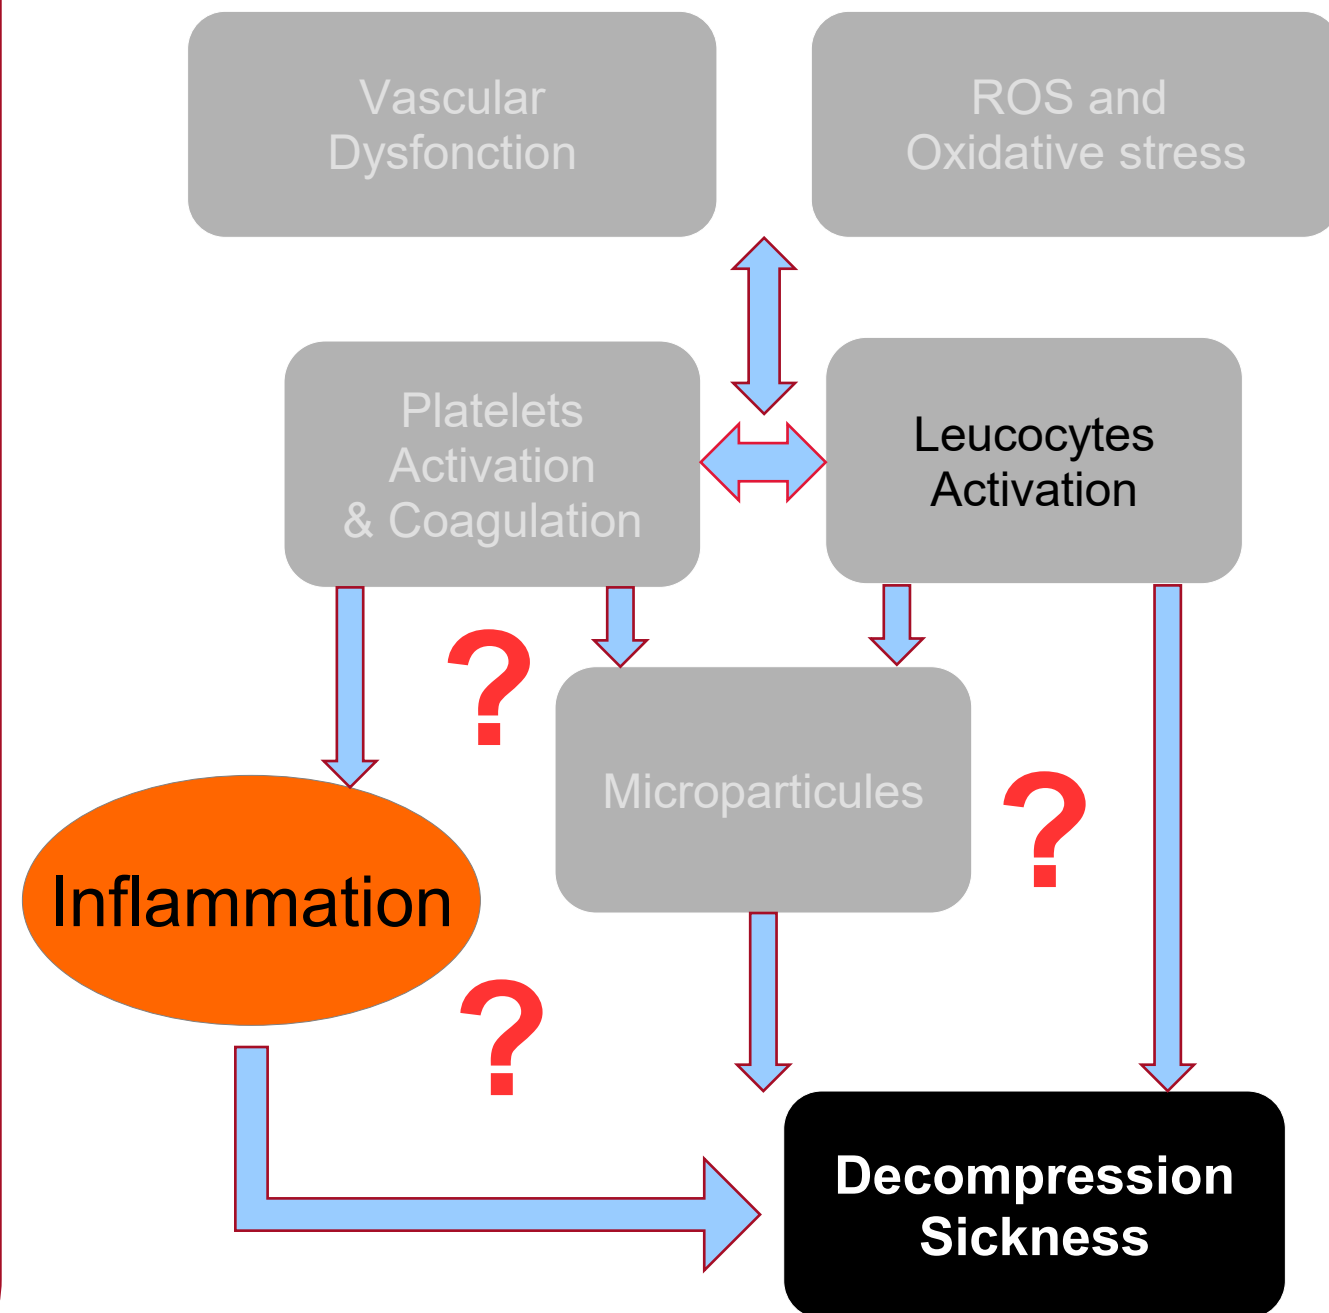 Vascular
Dysfonction
ROS and
Oxidative stress
Platelets
Activation
& Coagulation
Leucocytes
Activation
?
Microparticules
?
Inflammation
?
Decompression
Sickness